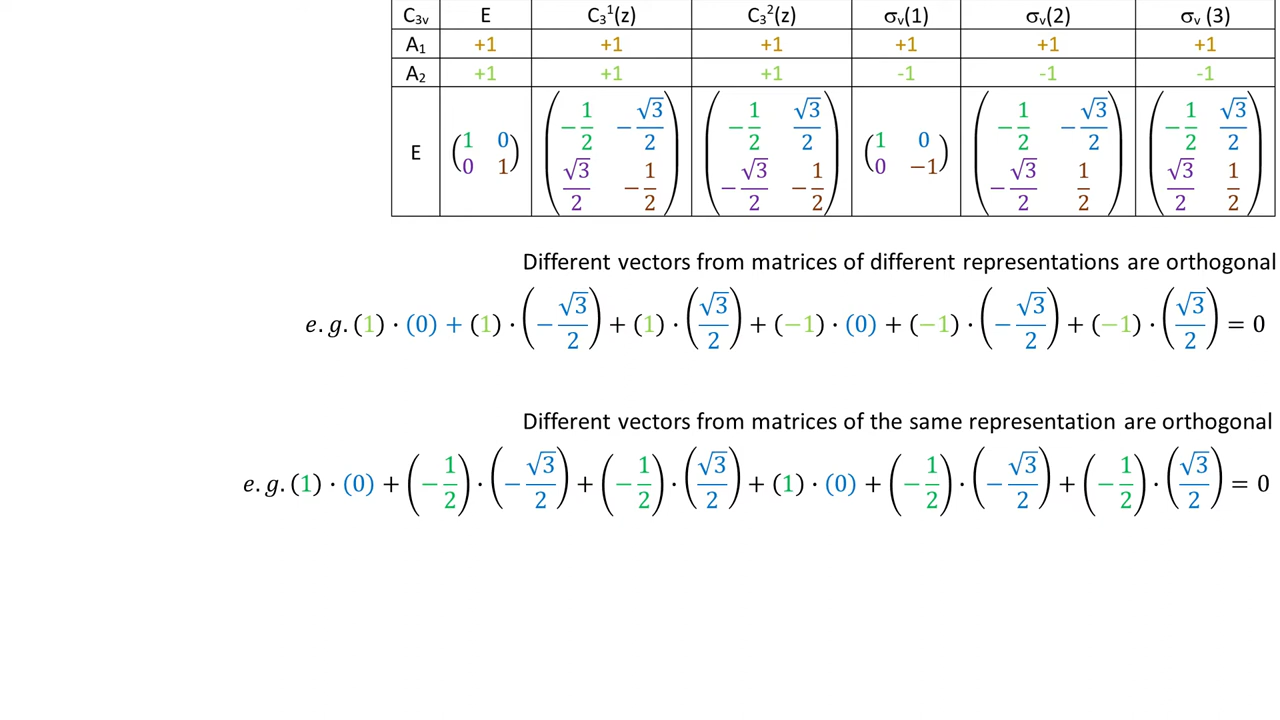 C₃ᵥ E C₃¹(z) C₃²(z) σᵥ(1) σᵥ(2) σᵥ (3)
A₁ +1 +1 +1 +1 +1 +1
A₂ +1 +1 +1 -1 -1 -1
E (1 0; 0 1) (−1/2 −√3/2; √3/2 −1/2) (−1/2 √3/2; −√3/2 −1/2) (1 0; 0 −1) (−1/2 −√3/2; −√3/2 1/2) (−1/2 √3/2; √3/2 1/2)
Different vectors from matrices of different representations are orthogonal
e.g. (1)·(0) + (1)·(−√3/2) + (1)·(√3/2) + (−1)·(0) + (−1)·(−√3/2) + (−1)·(√3/2) = 0
Different vectors from matrices of the same representation are orthogonal
e.g. (1)·(0) + (−1/2)·(−√3/2) + (−1/2)·(√3/2) + (1)·(0) + (−1/2)·(−√3/2) + (−1/2)·(√3/2) = 0